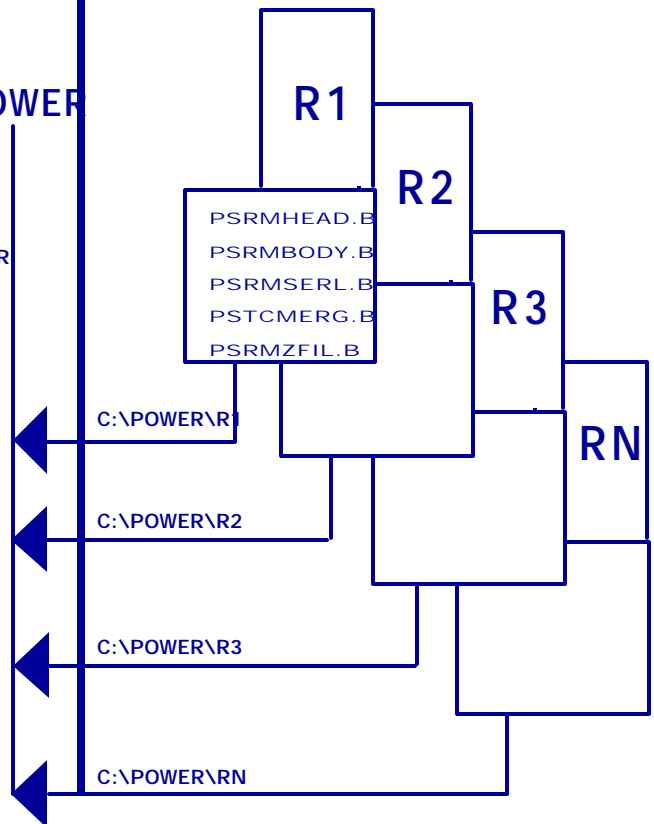 R1
OWER
R2
PSRMHEAD.B
PSRMBODY.B
R
PSRMSERL.B
R3
PSTCMERG.B
PSRMZFIL.B
C:\POWER\R1
RN
C:\POWER\R2
C:\POWER\R3
C:\POWER\RN